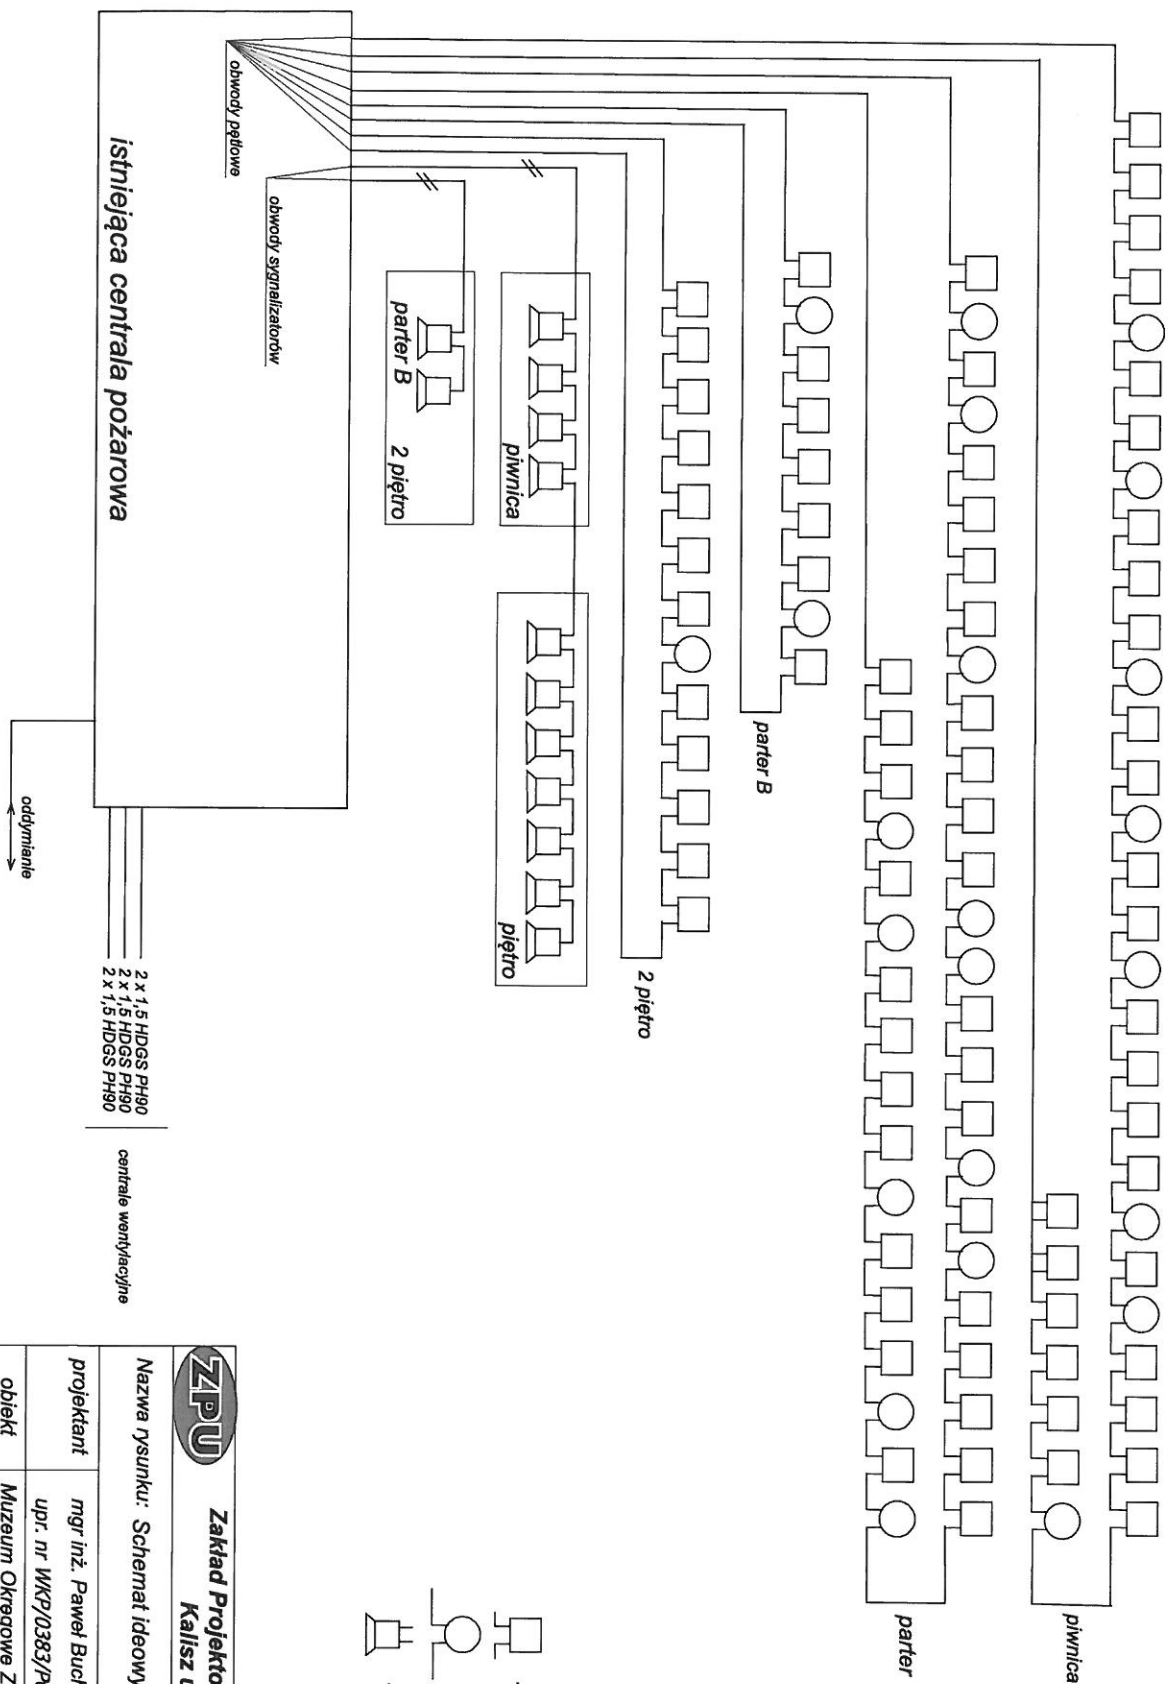 piwnica
parter
parter B
2 piętro
piwnica
piętro
parter B 2 piętro
obwody pętlowe
obwody sygnalizatorów
istniejąca centrala pożarowa
oddymianie
2 x 1,5 HDGS PH90
2 x 1,5 HDGS PH90
2 x 1,5 HDGS PH90
centrale wentylacyjne
ZPU
Zakład Projekto
Kalisz u
Nazwa rysunku: Schemat ideowy
projektant mgr inż. Paweł Buch
upr. nr WKP/0383/P
obiekt Muzeum Okręgowe Z